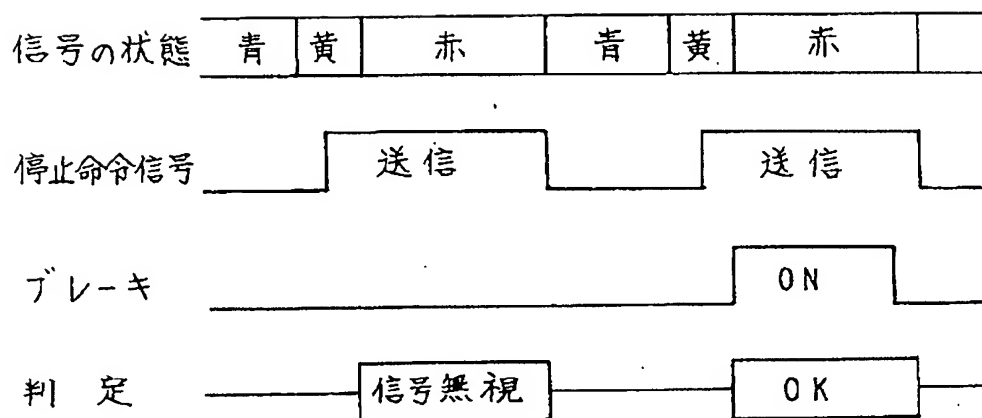 信号の状態 青 黄 赤 青 黄 赤
停止命令信号 送信 送信
ブレーキ ON
判定 信号無視 OK